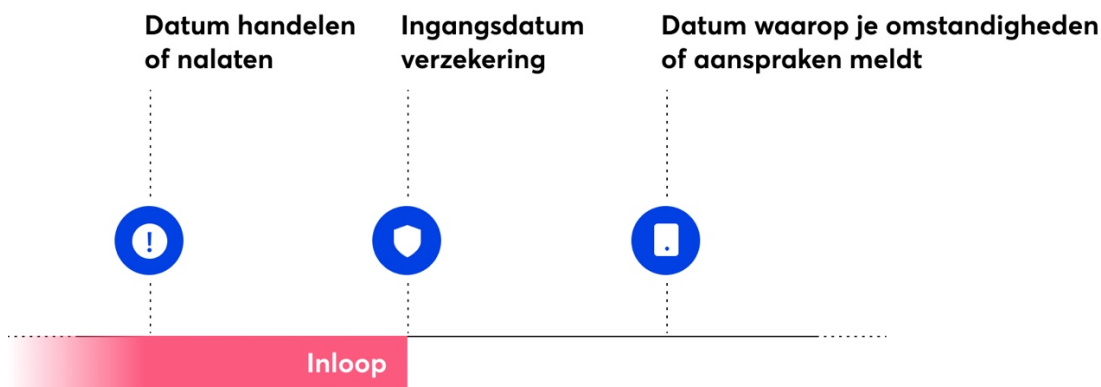 Datum handelen
of nalaten
Ingangsdatum
verzekering
Datum waarop je omstandigheden
of aanspraken meldt
Inloop